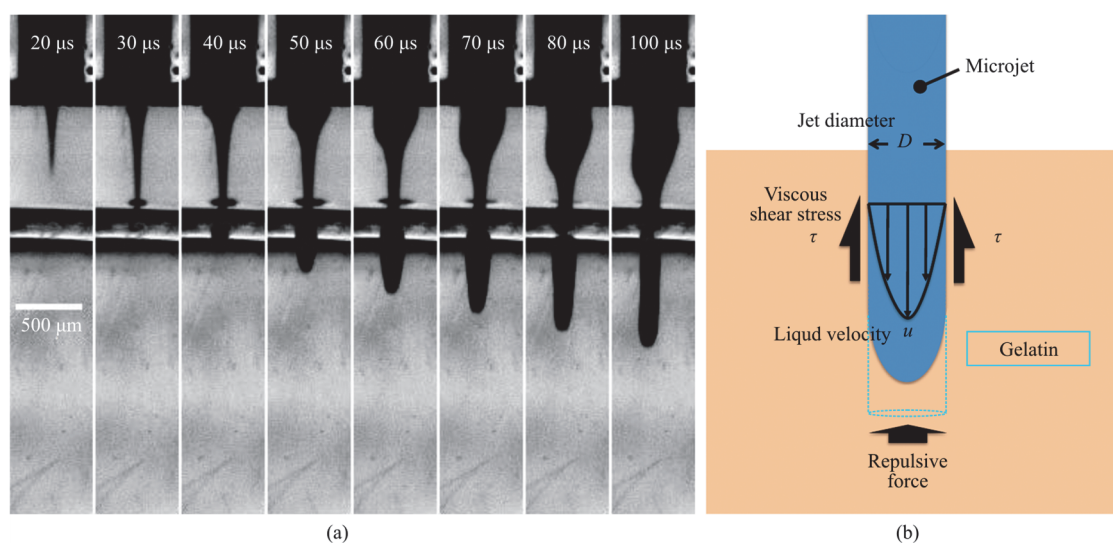 20 μs 30 μs 40 μs 50 μs 60 μs 70 μs 80 μs 100 μs
500 μm
(a)
Microjet
Jet diameter
D
Viscous
shear stress
τ
τ
Liqud velocity
u
Gelatin
Repulsive
force
(b)